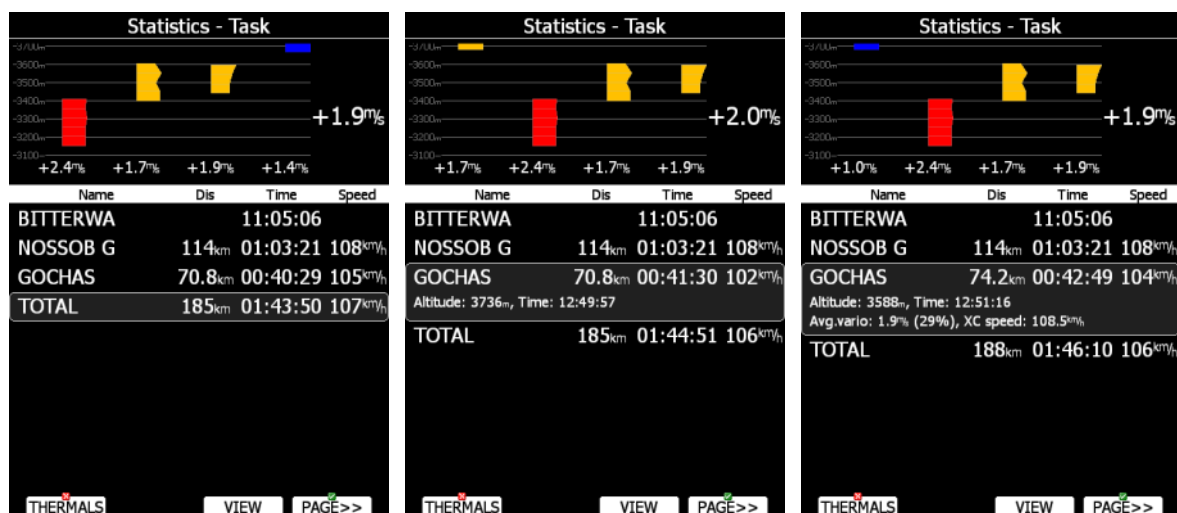 Statistics - Task
-3700m
-3600m
-3500m
-3400m
-3300m
-3200m
-3100m
+1.9m/s
+2.4m/s +1.7m/s +1.9m/s +1.4m/s
Name Dis Time Speed
BITTERWA 11:05:06
NOSSOB G 114km 01:03:21 108km/h
GOCHAS 70.8km 00:40:29 105km/h
TOTAL 185km 01:43:50 107km/h
THERMALS VIEW PAGE>>
Statistics - Task
-3700m
-3600m
-3500m
-3400m
-3300m
-3200m
-3100m
+2.0m/s
+1.7m/s +2.4m/s +1.7m/s +1.9m/s
Name Dis Time Speed
BITTERWA 11:05:06
NOSSOB G 114km 01:03:21 108km/h
GOCHAS 70.8km 00:41:30 102km/h
Altitude: 3736m, Time: 12:49:57
TOTAL 185km 01:44:51 106km/h
THERMALS VIEW PAGE>>
Statistics - Task
-3700m
-3600m
-3500m
-3400m
-3300m
-3200m
-3100m
+1.9m/s
+1.0m/s +2.4m/s +1.7m/s +1.9m/s
Name Dis Time Speed
BITTERWA 11:05:06
NOSSOB G 114km 01:03:21 108km/h
GOCHAS 74.2km 00:42:49 104km/h
Altitude: 3588m, Time: 12:51:16
Avg.vario: 1.9m/s (29%), XC speed: 108.5km/h
TOTAL 188km 01:46:10 106km/h
THERMALS VIEW PAGE>>